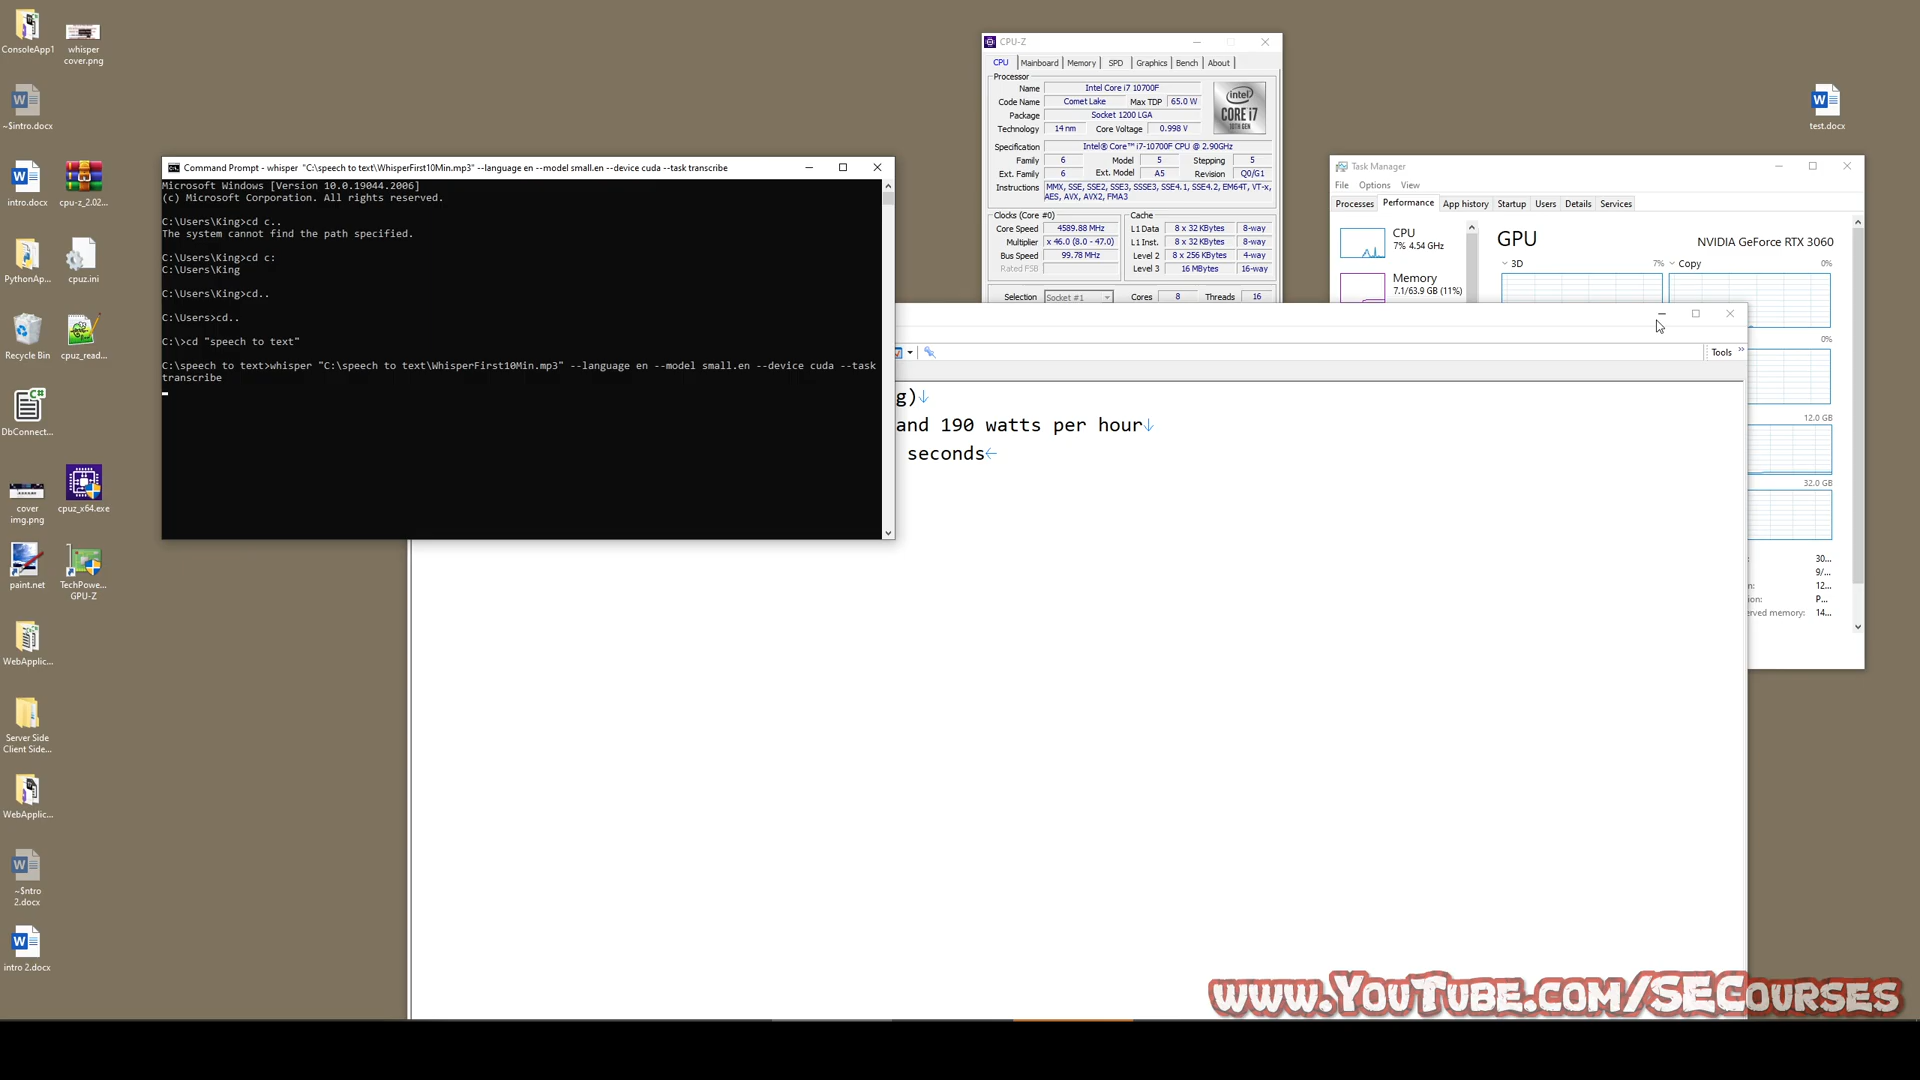 ConsoleApp1
whisper
cover.png
~$intro.docx
intro.docx
cpu-z_2.02...
PythonAp...
cpuz.ini
Recycle Bin
cpuz_read...
DbConnect...
cover
img.png
cpuz_x64.exe
paint.net
TechPowe...
GPU-Z
WebApplic...
Server Side
Client Side...
WebApplic...
~$ntro
2.docx
intro 2.docx
test.docx
Command Prompt - whisper "C:\speech to text\WhisperFirst10Min.mp3" --language en --model small.en --device cuda --task transcribe
Microsoft Windows [Version 10.0.19044.2006]
(c) Microsoft Corporation. All rights reserved.
C:\Users\King>cd c..
The system cannot find the path specified.
C:\Users\King>cd c:
C:\Users\King
C:\Users\King>cd..
C:\Users>cd..
C:\>cd "speech to text"
C:\speech to text>whisper "C:\speech to text\WhisperFirst10Min.mp3" --language en --model small.en --device cuda --task
transcribe
CPU-Z
CPU Mainboard Memory SPD Graphics Bench About
Processor
Name Intel Core i7 10700F
Code Name Comet Lake Max TDP 65.0 W
Package Socket 1200 LGA
Technology 14 nm Core Voltage 0.998 V
intel
CORE i7
10TH GEN
Specification Intel® Core™ i7-10700F CPU @ 2.90GHz
Family 6 Model 5 Stepping 5
Ext. Family 6 Ext. Model A5 Revision Q0/G1
Instructions MMX, SSE, SSE2, SSE3, SSSE3, SSE4.1, SSE4.2, EM64T, VT-x,
AES, AVX, AVX2, FMA3
Clocks (Core #0)
Core Speed 4589.88 MHz
Multiplier x 46.0 (8.0 - 47.0)
Bus Speed 99.78 MHz
Rated FSB
Cache
L1 Data 8 x 32 KBytes 8-way
L1 Inst. 8 x 32 KBytes 8-way
Level 2 8 x 256 KBytes 4-way
Level 3 16 MBytes 16-way
Selection Socket #1 Cores 8 Threads 16
Task Manager
File Options View
Processes Performance App history Startup Users Details Services
CPU
7% 4.54 GHz
Memory
7.1/63.9 GB (11%)
GPU NVIDIA GeForce RTX 3060
3D 7% Copy 0%
0%
12.0 GB
32.0 GB
30...
9/...
12...
P...
erved memory: 14...
Tools
g)
and 190 watts per hour
seconds
www.YouTube.com/SECourses